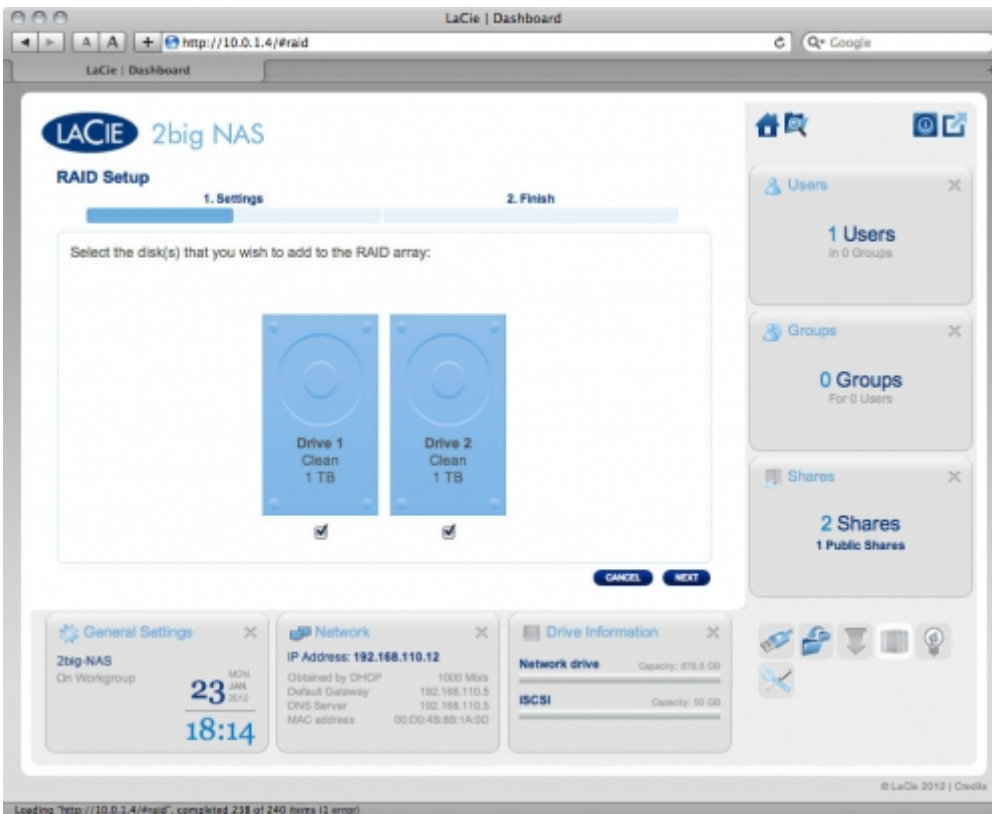 LaCie | Dashboard
A A + http://10.0.1.4/#raid Google
LaCie | Dashboard
LACIE 2big NAS
RAID Setup
1. Settings 2. Finish
Select the disk(s) that you wish to add to the RAID array:
Drive 1
Clean
1 TB
Drive 2
Clean
1 TB
CANCEL NEXT
Users
1 Users
In 0 Groups
Groups
0 Groups
For 0 Users
Shares
2 Shares
1 Public Shares
General Settings
2big-NAS
On Workgroup
MON.
23 JAN.
2012
18:14
Network
IP Address: 192.168.110.12
Obtained by DHCP 1000 Mb/s
Default Gateway 192.168.110.5
DNS Server 192.168.110.5
MAC address 00:D0:4B:8B:1A:0D
Drive Information
Network drive Capacity: 878.8 GB
iSCSI Capacity: 50 GB
© LaCie 2012 | Credits
Loading "http://10.0.1.4/#raid", completed 238 of 240 items (1 error)